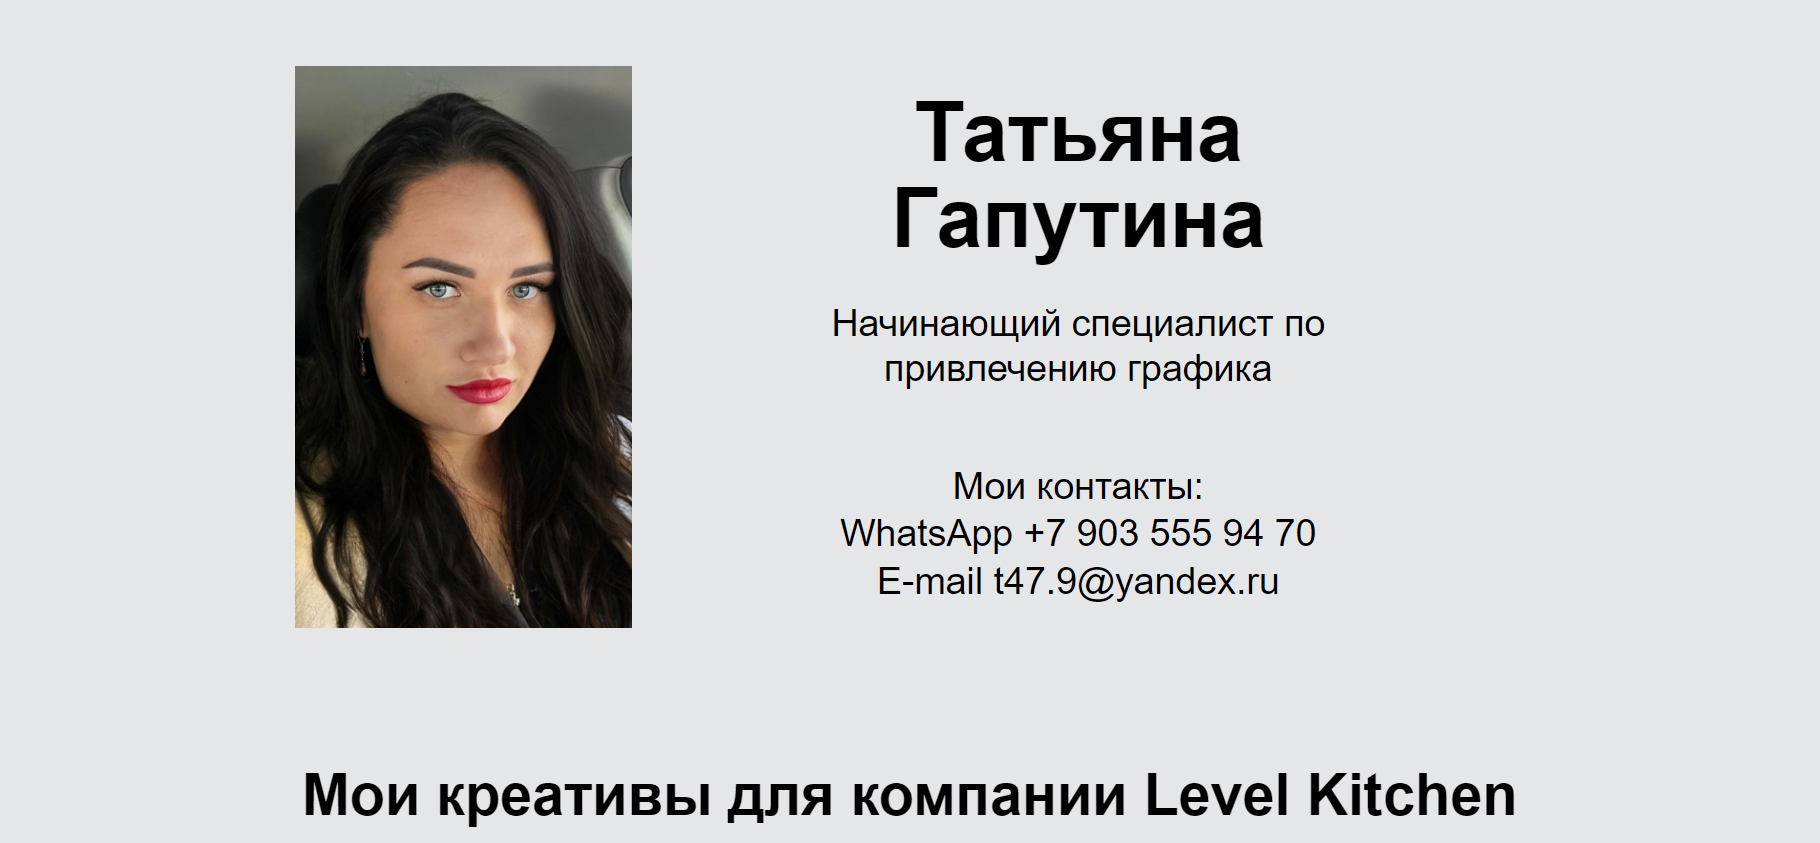 Татьяна
Гапутина
Начинающий специалист по
привлечению графика
Мои контакты:
WhatsApp +7 903 555 94 70
E-mail t47.9@yandex.ru
Мои креативы для компании Level Kitchen